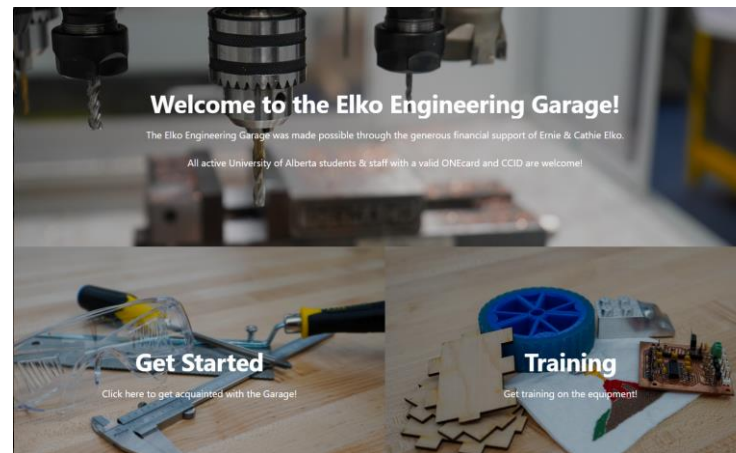 Welcome to the Elko Engineering Garage!
The Elko Engineering Garage was made possible through the generous financial support of Ernie & Cathie Elko.
All active University of Alberta students & staff with a valid ONEcard and CCID are welcome!
Get Started
Click here to get acquainted with the Garage!
Training
Get training on the equipment!